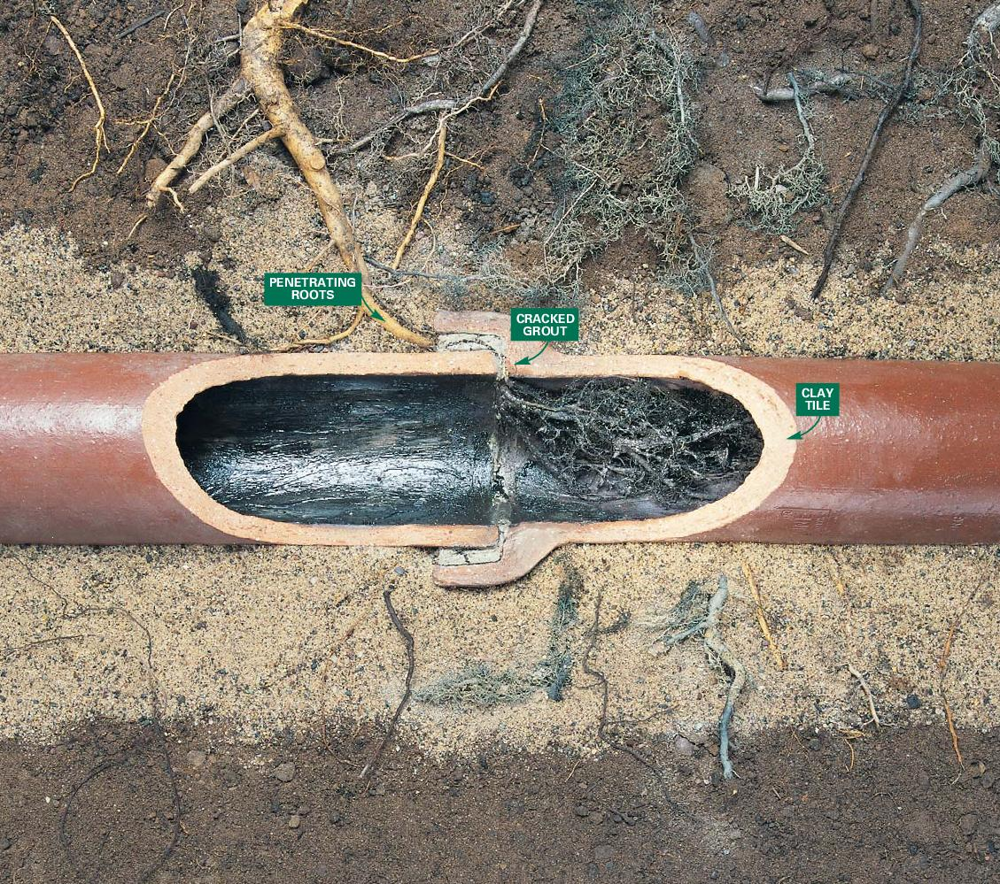 PENETRATING
ROOTS
CRACKED
GROUT
CLAY
TILE